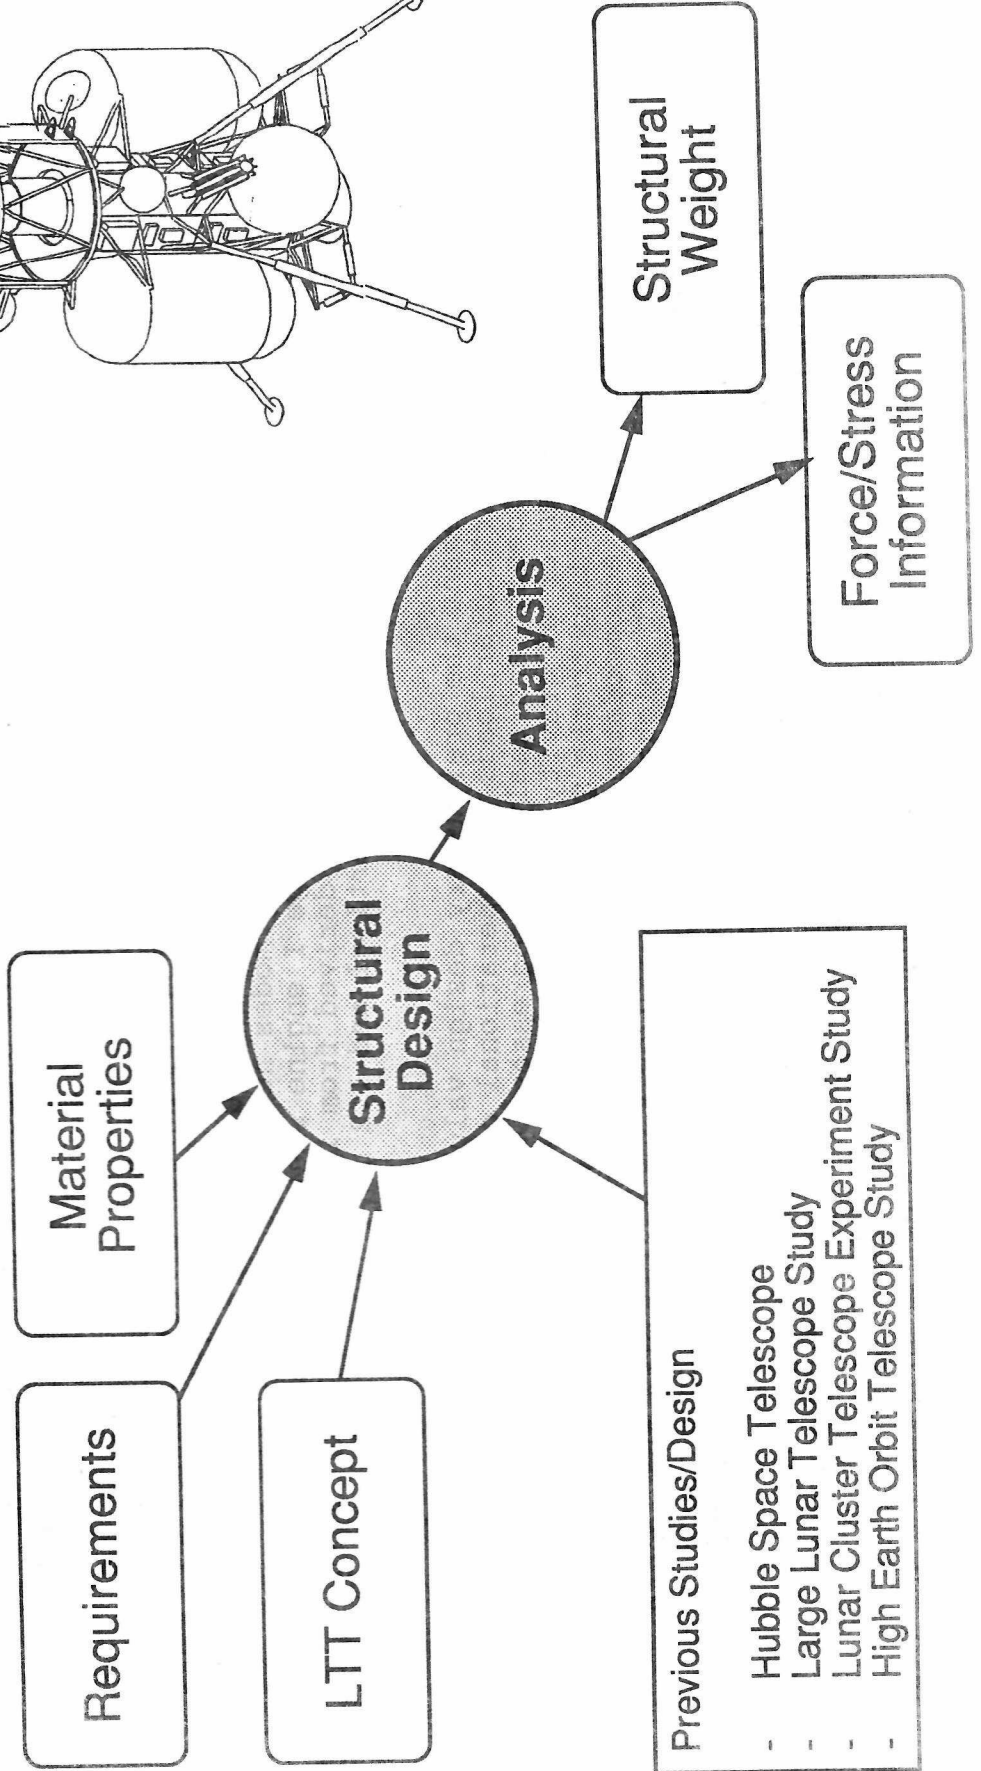 Requirements
Material
Properties
LTT Concept
Structural
Design
Analysis
Structural
Weight
Force/Stress
Information
Previous Studies/Design
- Hubble Space Telescope
- Large Lunar Telescope Study
- Lunar Cluster Telescope Experiment Study
- High Earth Orbit Telescope Study